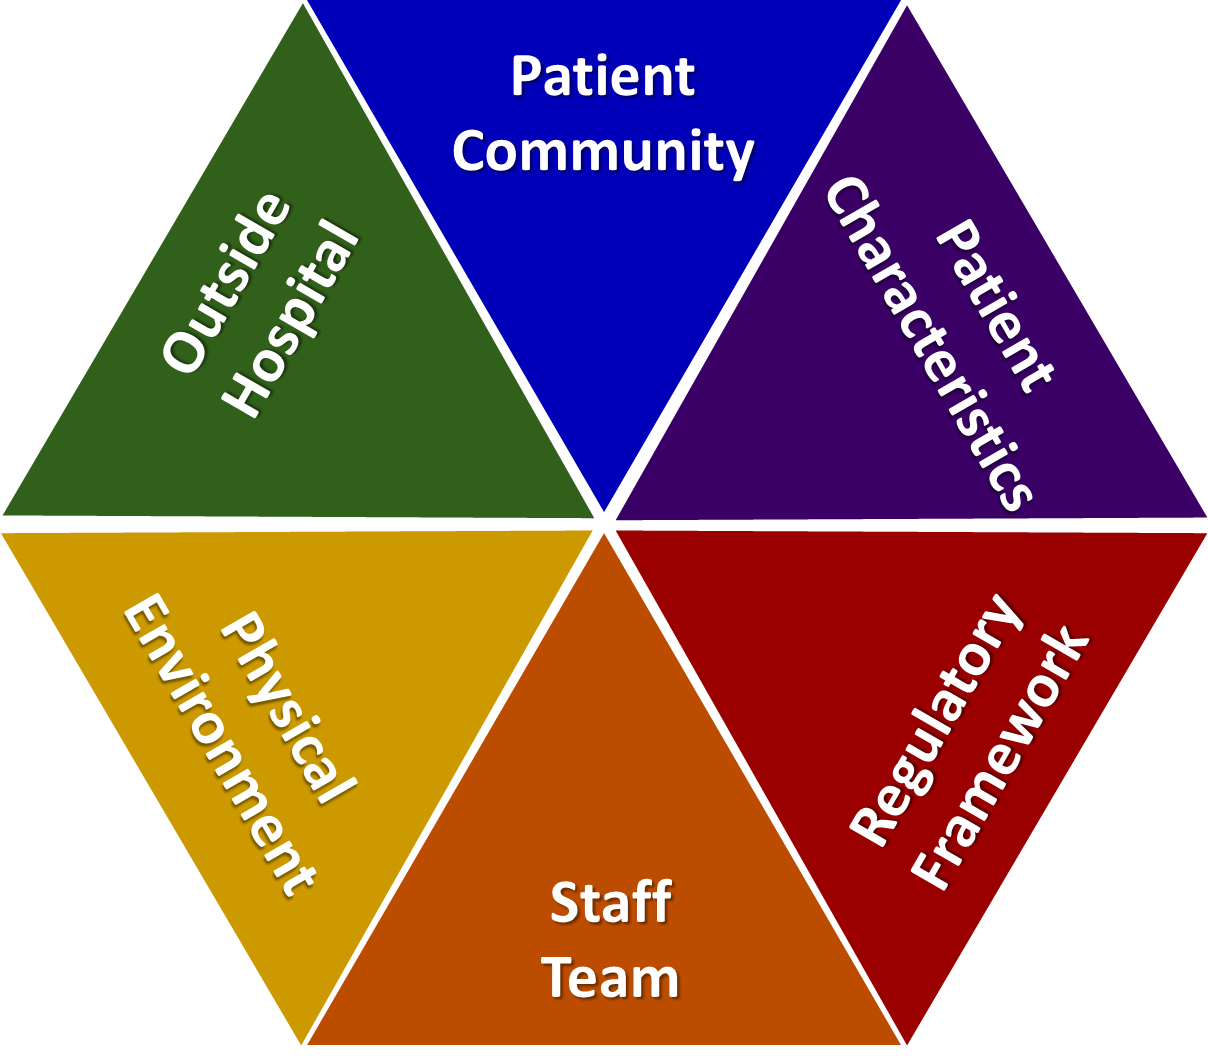 Patient
Community
Outside
Hospital
Patient
Characteristics
Physical
Environment
Regulatory
Framework
Staff
Team